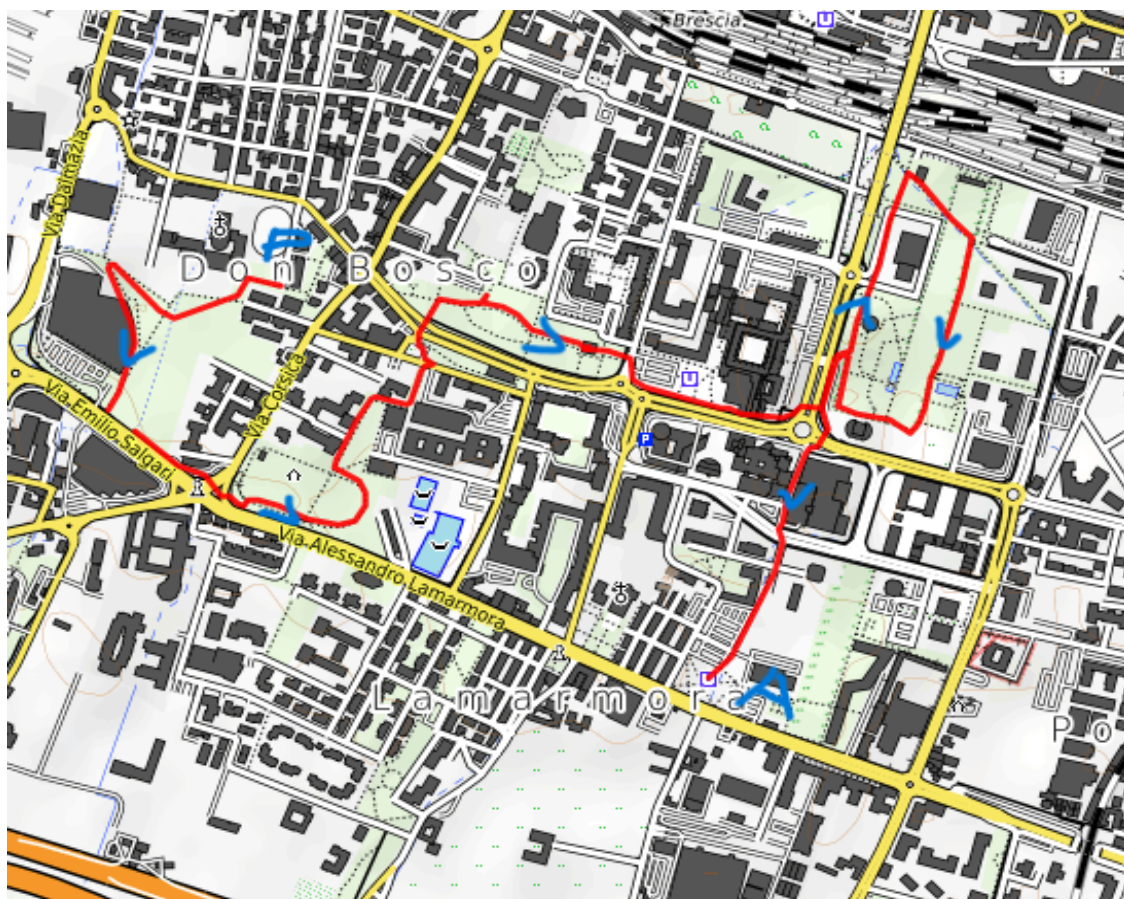 Brescia
Via Dalmazia
P
Don Bosco
Via Corsica
Via Emilio Salgari
P
Via Alessandro Lamarmora
Lamarmora
A
Po